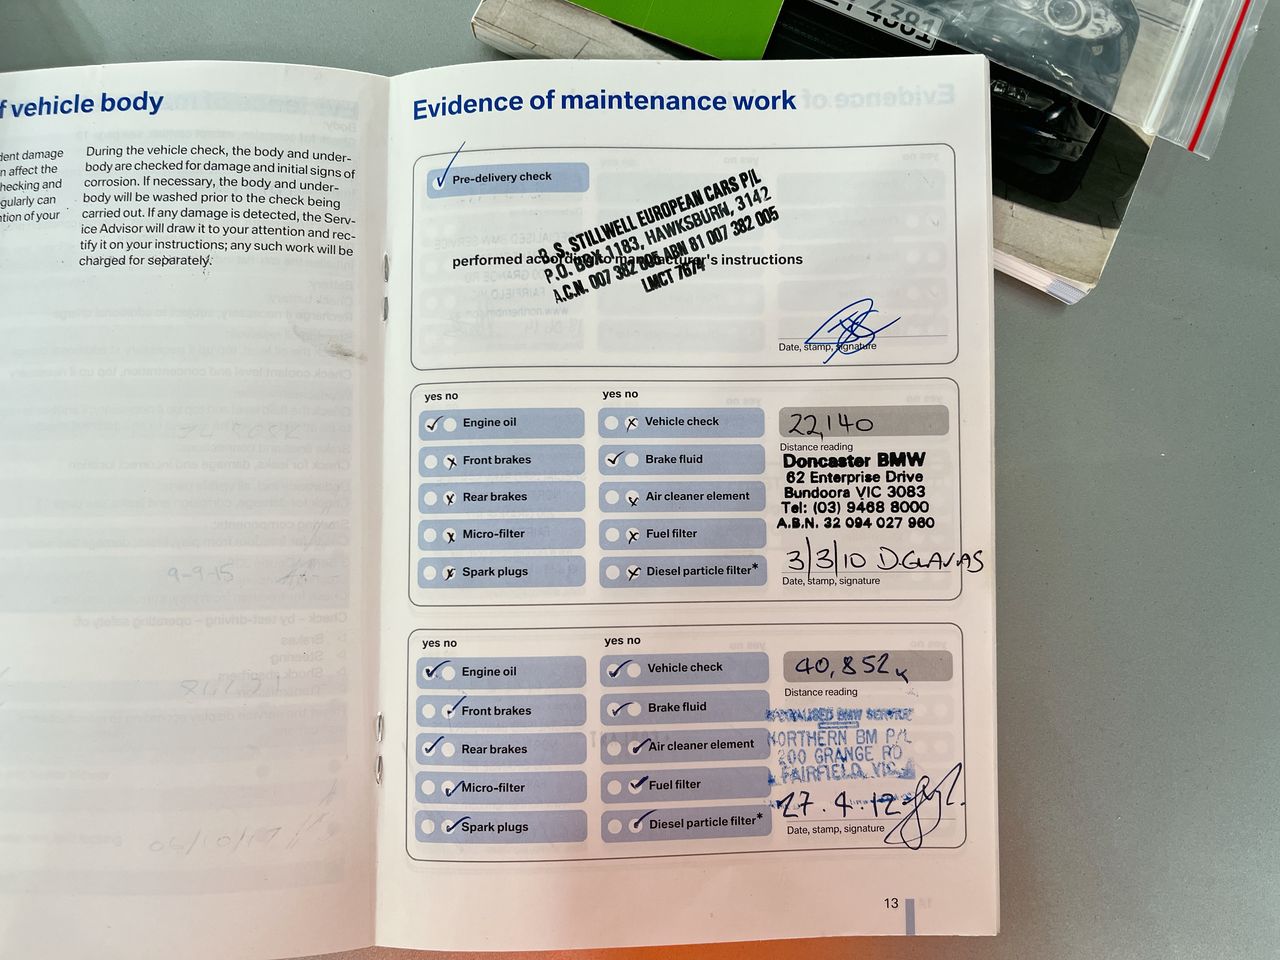 f vehicle body
dent damage
n affect the
hecking and
gularly can
ntion of your
During the vehicle check, the body and under-
body are checked for damage and initial signs of
corrosion. If necessary, the body and under-
body will be washed prior to the check being
carried out. If any damage is detected, the Serv-
ice Advisor will draw it to your attention and rec-
tify it on your instructions; any such work will be
charged for separately.
Evidence of maintenance work
Pre-delivery check
B. S. STILLWELL EUROPEAN CARS P/L
P.O. BOX 1183, HAWKSBURN, 3142
A.C.N. 007 382 005 ABN 81 007 382 005
LMCT 7674
performed according to manufacturer's instructions
Date, stamp, signature
yes no
Engine oil
Front brakes
Rear brakes
Micro-filter
Spark plugs
yes no
Vehicle check
Brake fluid
Air cleaner element
Fuel filter
Diesel particle filter*
22,140
Distance reading
Doncaster BMW
62 Enterprise Drive
Bundoora VIC 3083
Tel: (03) 9468 8000
A.B.N. 32 094 027 960
3/3/10 D.GLAVAS
Date, stamp, signature
yes no
Engine oil
Front brakes
Rear brakes
Micro-filter
Spark plugs
yes no
Vehicle check
Brake fluid
Air cleaner element
Fuel filter
Diesel particle filter*
40,852
Distance reading
SPECIALISED BMW SERVICE
NORTHERN BM P/L
200 GRANGE RD
FAIRFIELD, VIC.
27.4.12
Date, stamp, signature
13
4381